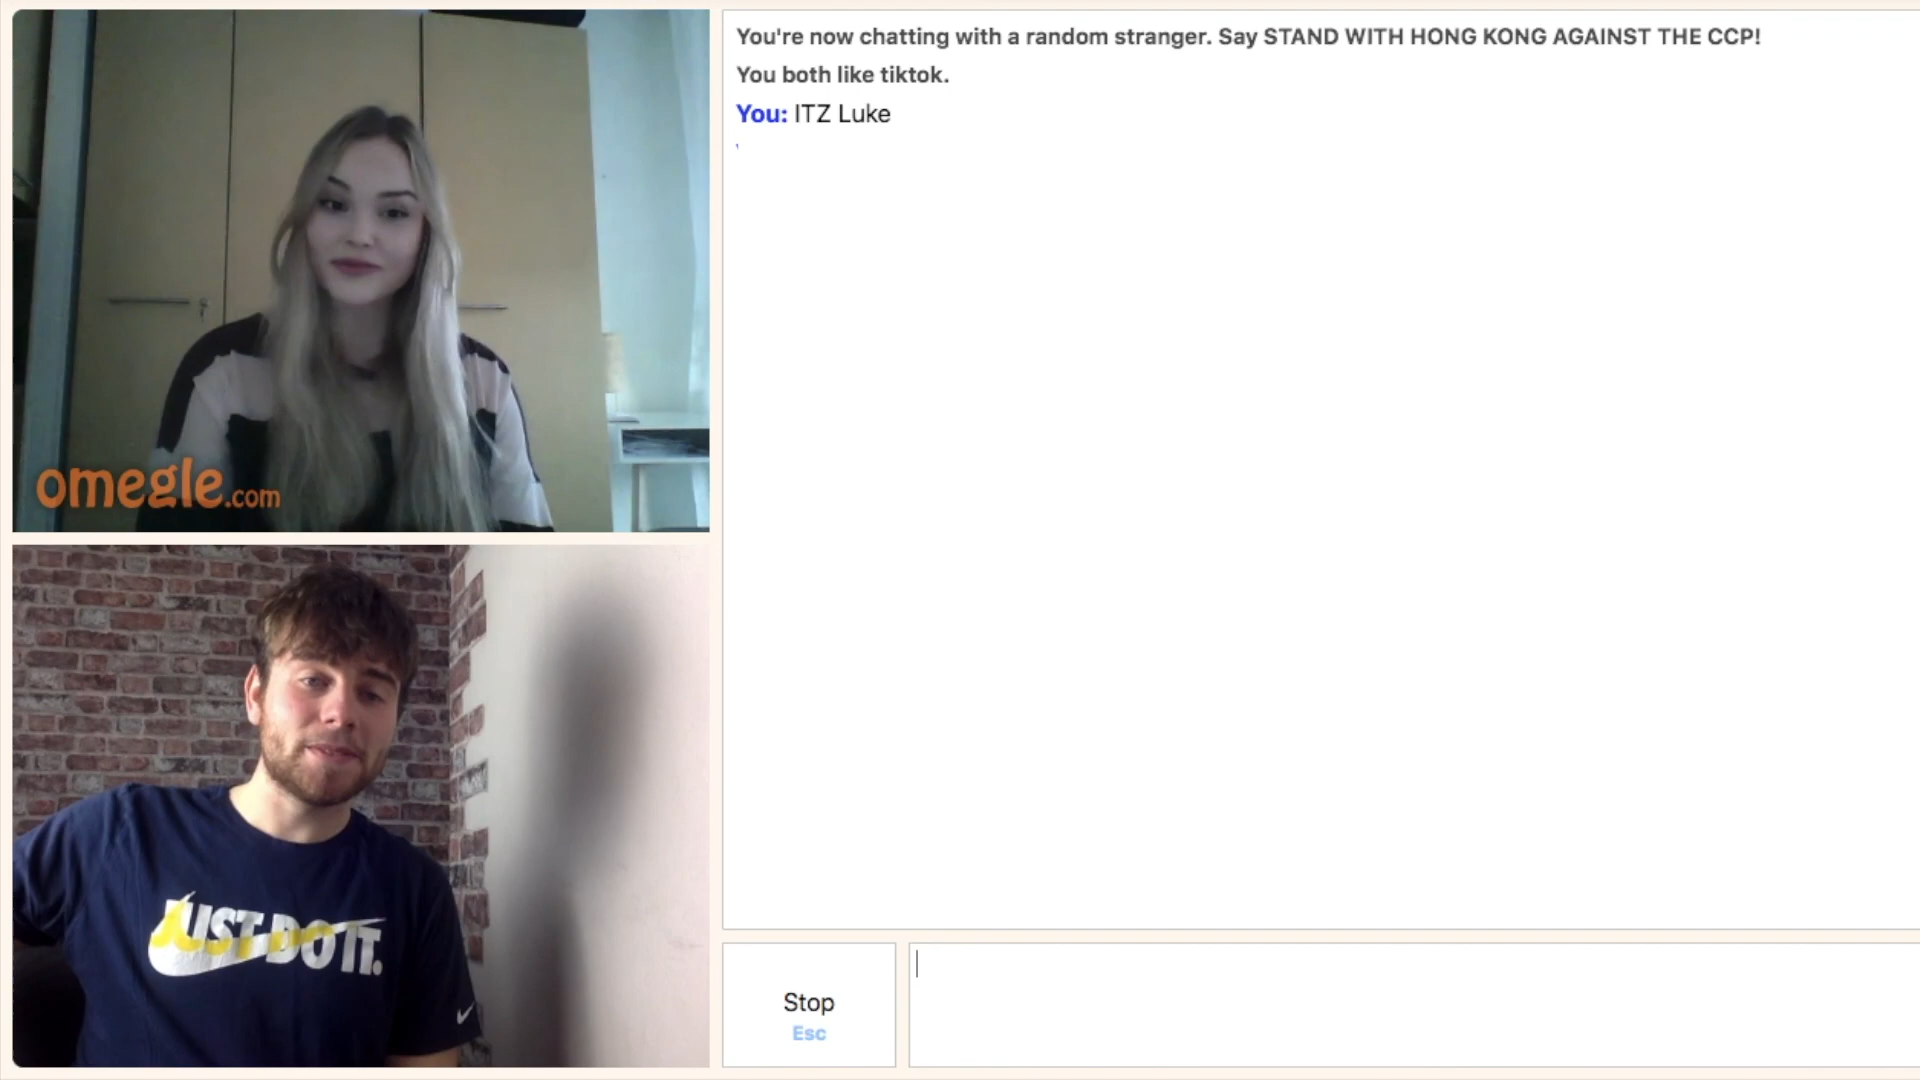 You're now chatting with a random stranger. Say STAND WITH HONG KONG AGAINST THE CCP!
You both like tiktok.
You: ITZ Luke
omegle.com
JUST DO IT.
Stop
Esc